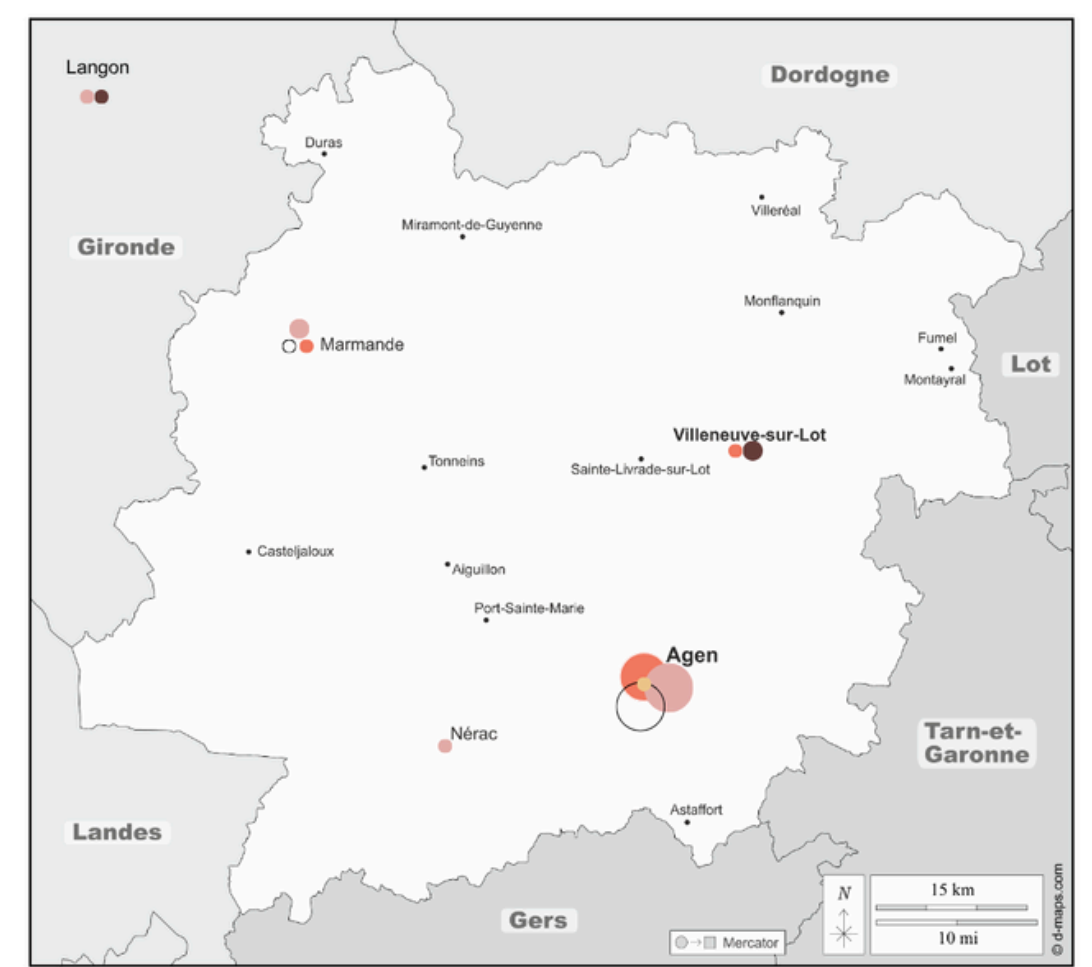 Langon
Dordogne
Duras
Villeréal
Miramont-de-Guyenne
Gironde
Monflanquin
Marmande
Fumel
Lot
Montayral
Villeneuve-sur-Lot
Tonneins
Sainte-Livrade-sur-Lot
Casteljaloux
Aiguillon
Port-Sainte-Marie
Agen
Nérac
Tarn-et-
Garonne
Astaffort
Landes
Gers
Mercator
N
15 km
10 mi
© d-maps.com